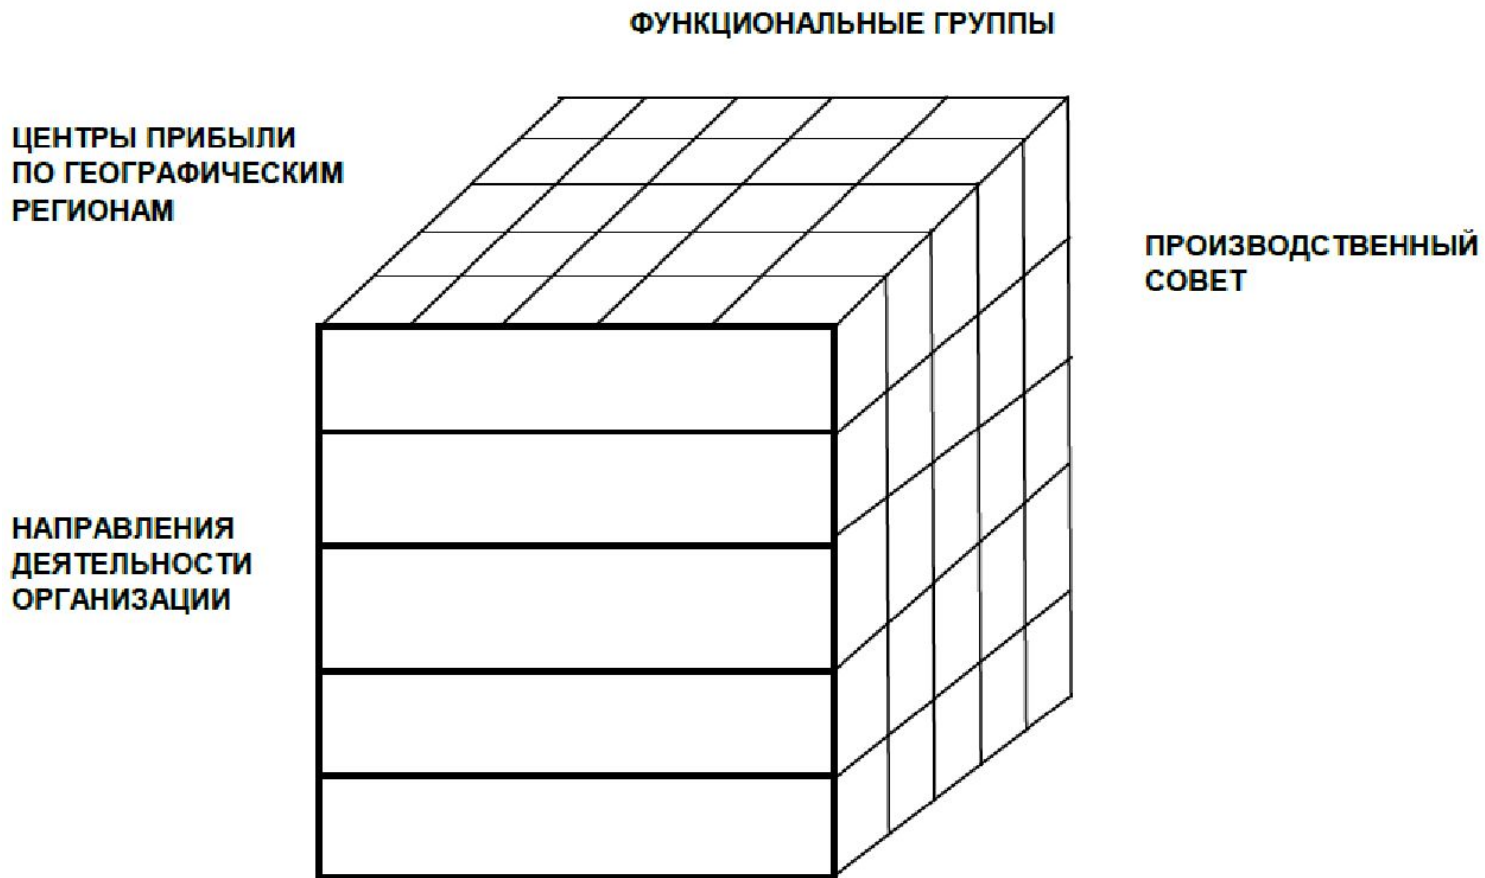 ФУНКЦИОНАЛЬНЫЕ ГРУППЫ
ЦЕНТРЫ ПРИБЫЛИ
ПО ГЕОГРАФИЧЕСКИМ
РЕГИОНАМ
ПРОИЗВОДСТВЕННЫЙ
СОВЕТ
НАПРАВЛЕНИЯ
ДЕЯТЕЛЬНОСТИ
ОРГАНИЗАЦИИ